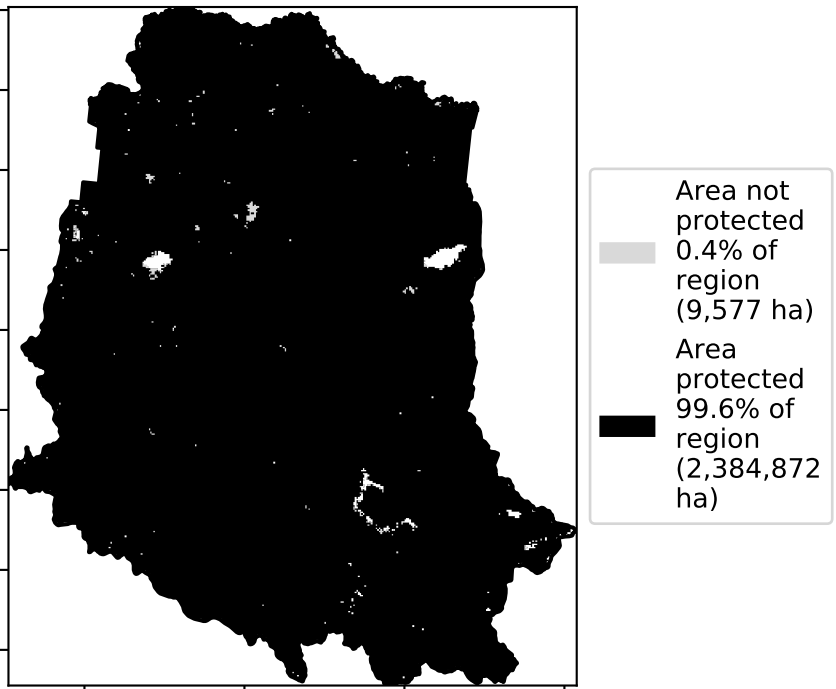 Area not
protected
0.4% of
region
(9,577 ha)
Area
protected
99.6% of
region
(2,384,872
ha)